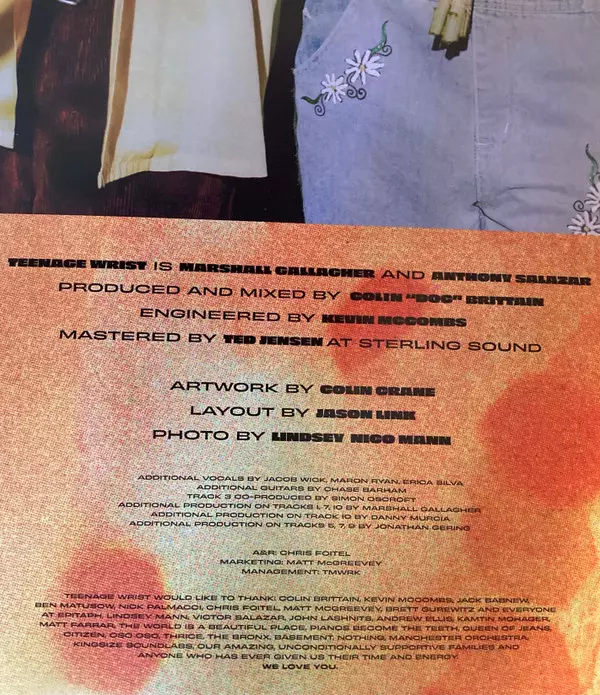 TEENAGE WRIST IS MARSHALL GALLAGHER AND ANTHONY SALAZAR
PRODUCED AND MIXED BY COLIN "DOC" BRITTAIN
ENGINEERED BY KEVIN MCCOMBS
MASTERED BY TED JENSEN AT STERLING SOUND
ARTWORK BY COLIN CRANE
LAYOUT BY JASON LINK
PHOTO BY LINDSEY NICO MANN
ADDITIONAL VOCALS BY JACOB WICK, MARON RYAN, ERICA SILVA
ADDITIONAL GUITARS BY CHASE BARHAM
TRACK 3 CO-PRODUCED BY SIMON OSCROFT
ADDITIONAL PRODUCTION ON TRACKS 1, 7, 10 BY MARSHALL GALLAGHER
ADDITIONAL PRODUCTION ON TRACK 10 BY DANNY MURCIA
ADDITIONAL PRODUCTION ON TRACKS 5, 7, 9 BY JONATHAN GERING
A&R: CHRIS FOITEL
MARKETING: MATT MCGREEVEY
MANAGEMENT: TMWRK
TEENAGE WRIST WOULD LIKE TO THANK: COLIN BRITTAIN, KEVIN MCCOMBS, JACK BABNEW,
BEN MATUSOW, NICK PALMACCI, CHRIS FOITEL, MATT MCGREEVEY, BRETT GUREWITZ AND EVERYONE
AT EPITAPH, LINDSEY MANN, VICTOR SALAZAR, JOHN LASHNITS, ANDREW ELLIS, KAMTIN MOHAGER,
MATT FARRAR, THE WORLD IS A BEAUTIFUL PLACE, PIANOS BECOME THE TEETH, QUEEN OF JEANS,
CITIZEN, OSO OSO, THRICE, THE BRONX, BASEMENT, NOTHING, MANCHESTER ORCHESTRA,
KINGSIZE SOUNDLABS, OUR AMAZING, UNCONDITIONALLY SUPPORTIVE FAMILIES AND
ANYONE WHO HAS EVER GIVEN US THEIR TIME AND ENERGY.
WE LOVE YOU.